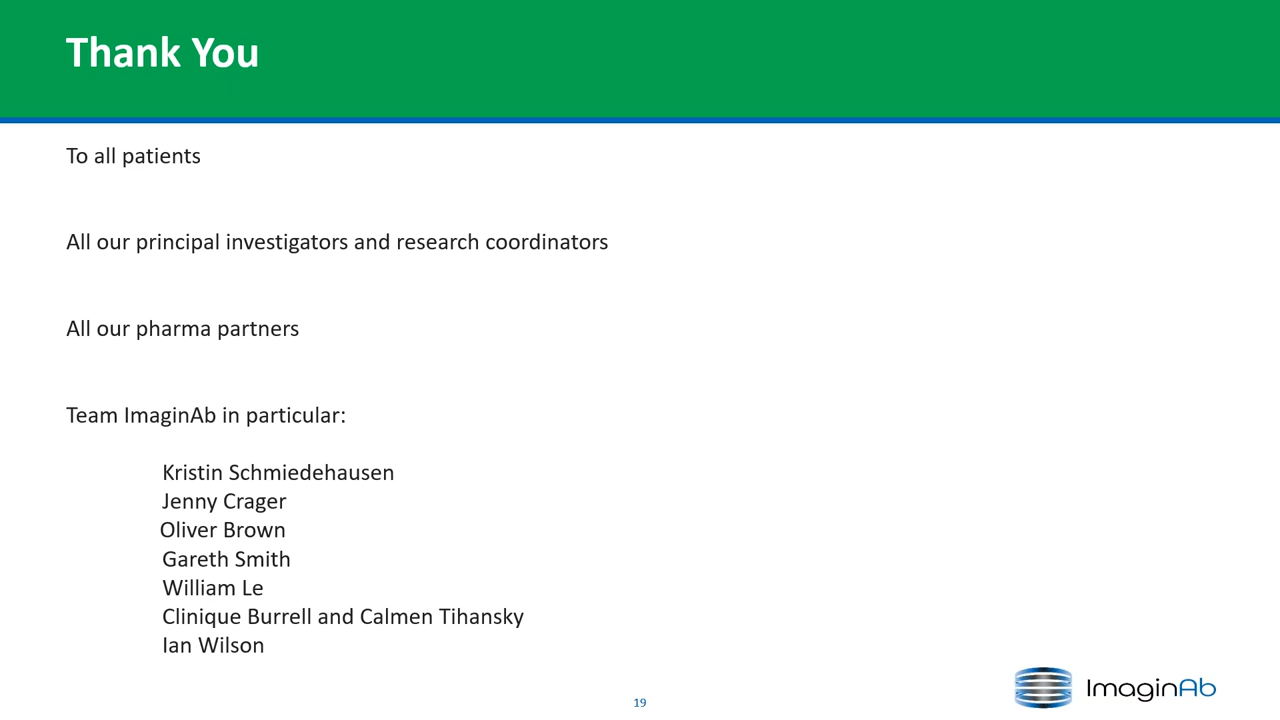 Thank You
To all patients
All our principal investigators and research coordinators
All our pharma partners
Team ImaginAb in particular:
Kristin Schmiedehausen
Jenny Crager
Oliver Brown
Gareth Smith
William Le
Clinique Burrell and Calmen Tihansky
Ian Wilson
19
ImaginAb